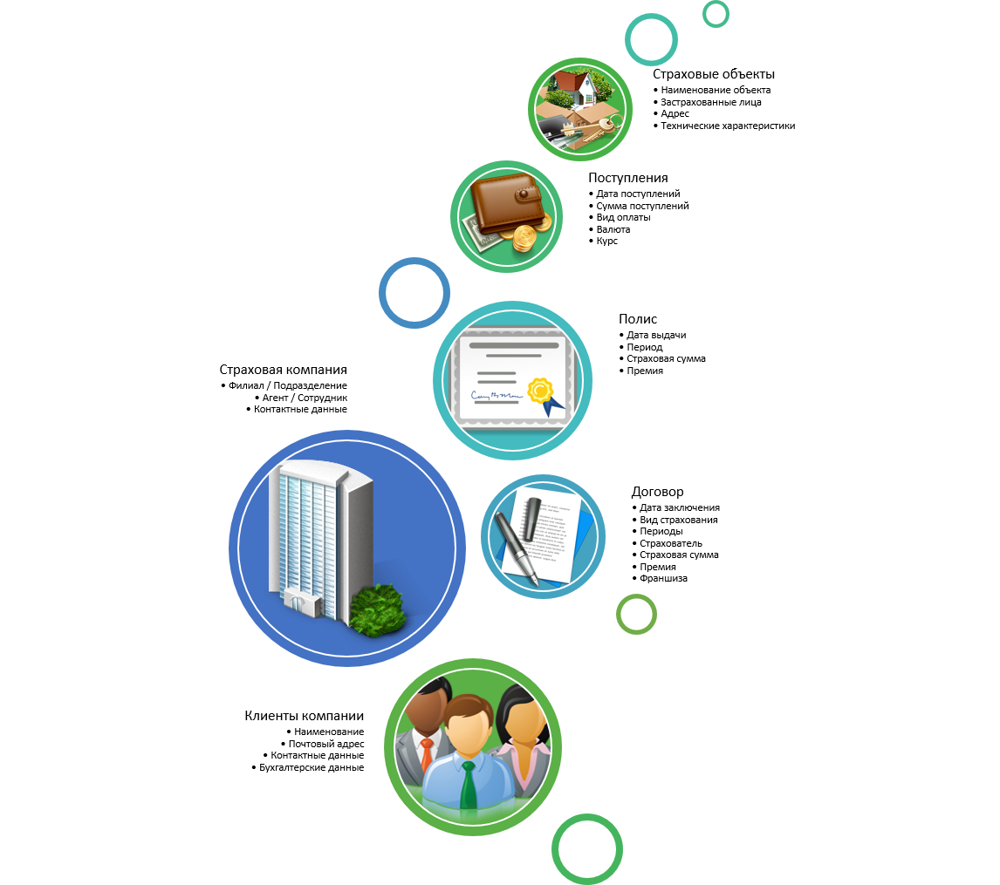 Страховые объекты
• Наименование объекта
• Застрахованные лица
• Адрес
• Технические характеристики
Поступления
• Дата поступлений
• Сумма поступлений
• Вид оплаты
• Валюта
• Курс
Полис
• Дата выдачи
• Период
• Страховая сумма
• Премия
Страховая компания
• Филиал / Подразделение
• Агент / Сотрудник
• Контактные данные
Договор
• Дата заключения
• Вид страхования
• Периоды
• Страхователь
• Страховая сумма
• Премия
• Франшиза
Клиенты компании
• Наименование
• Почтовый адрес
• Контактные данные
• Бухгалтерские данные